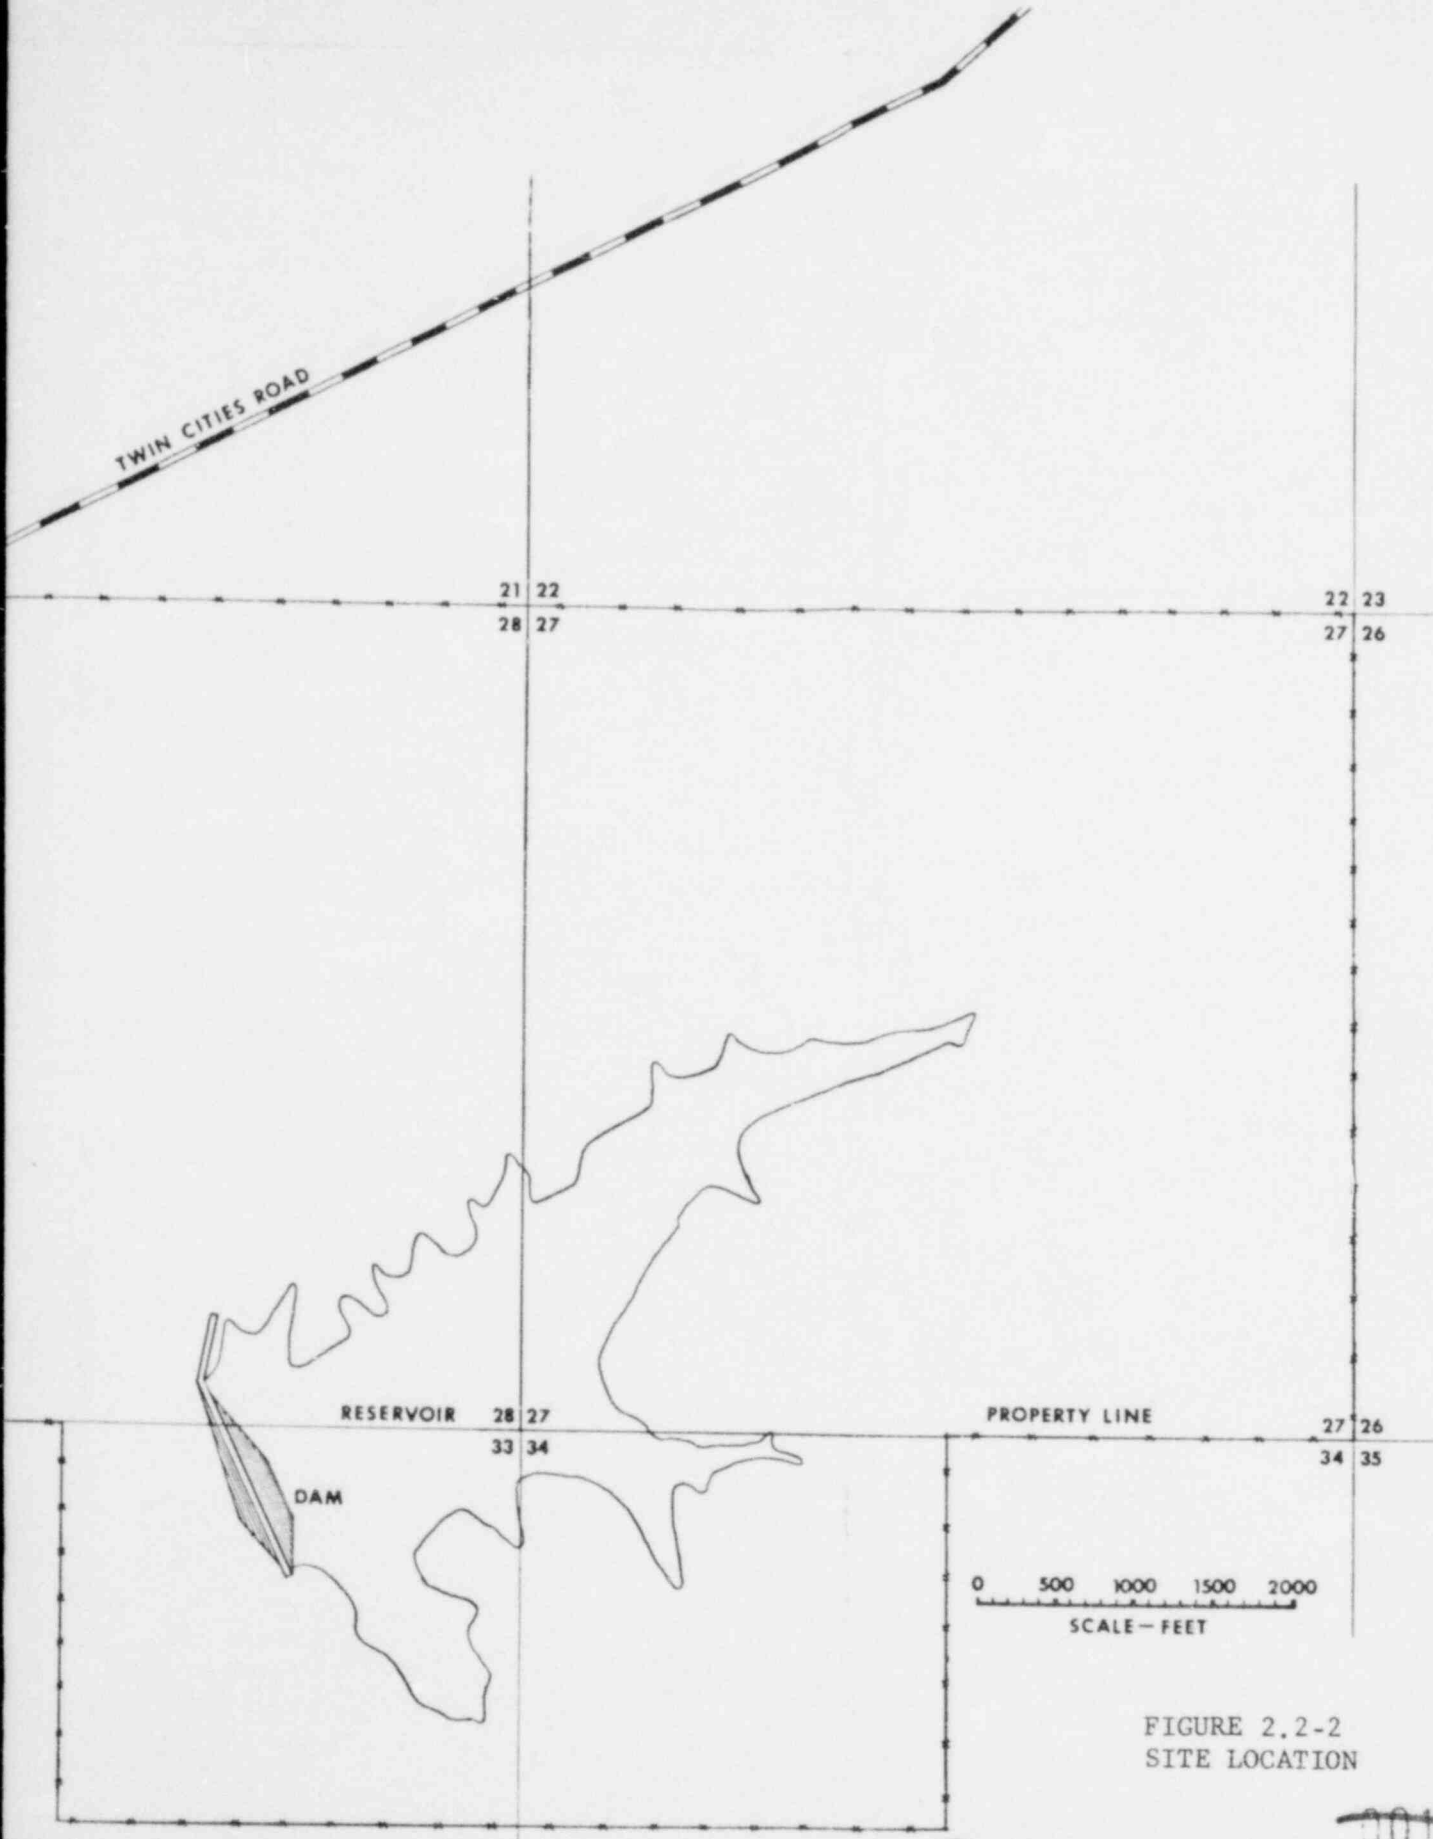 TWIN CITIES ROAD
21 22
28 27
22 23
27 26
RESERVOIR 28 27
33 34
PROPERTY LINE
27 26
34 35
DAM
0 500 1000 1500 2000
SCALE — FEET
FIGURE 2.2-2
SITE LOCATION